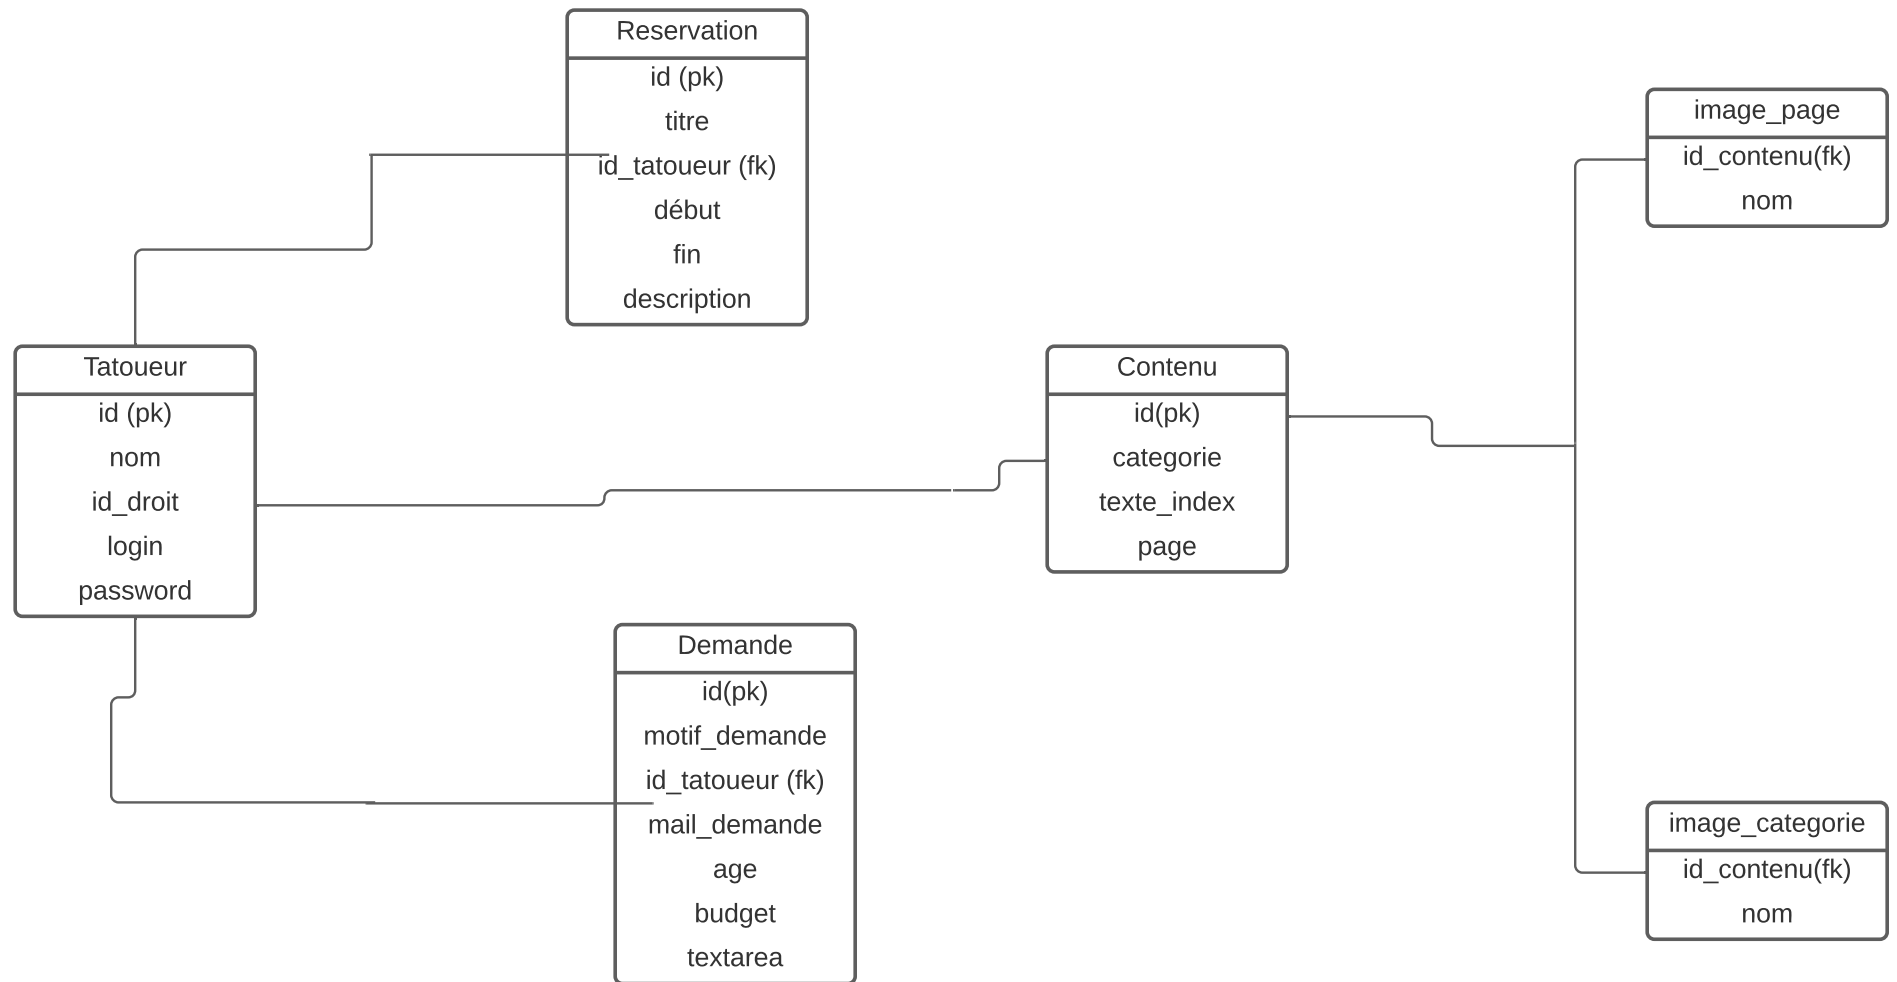 Reservation
id (pk)
titre
id_tatoueur (fk)
début
fin
description
image_page
id_contenu(fk)
nom
Tatoueur
id (pk)
nom
id_droit
login
password
Contenu
id(pk)
categorie
texte_index
page
Demande
id(pk)
motif_demande
id_tatoueur (fk)
mail_demande
age
budget
textarea
image_categorie
id_contenu(fk)
nom